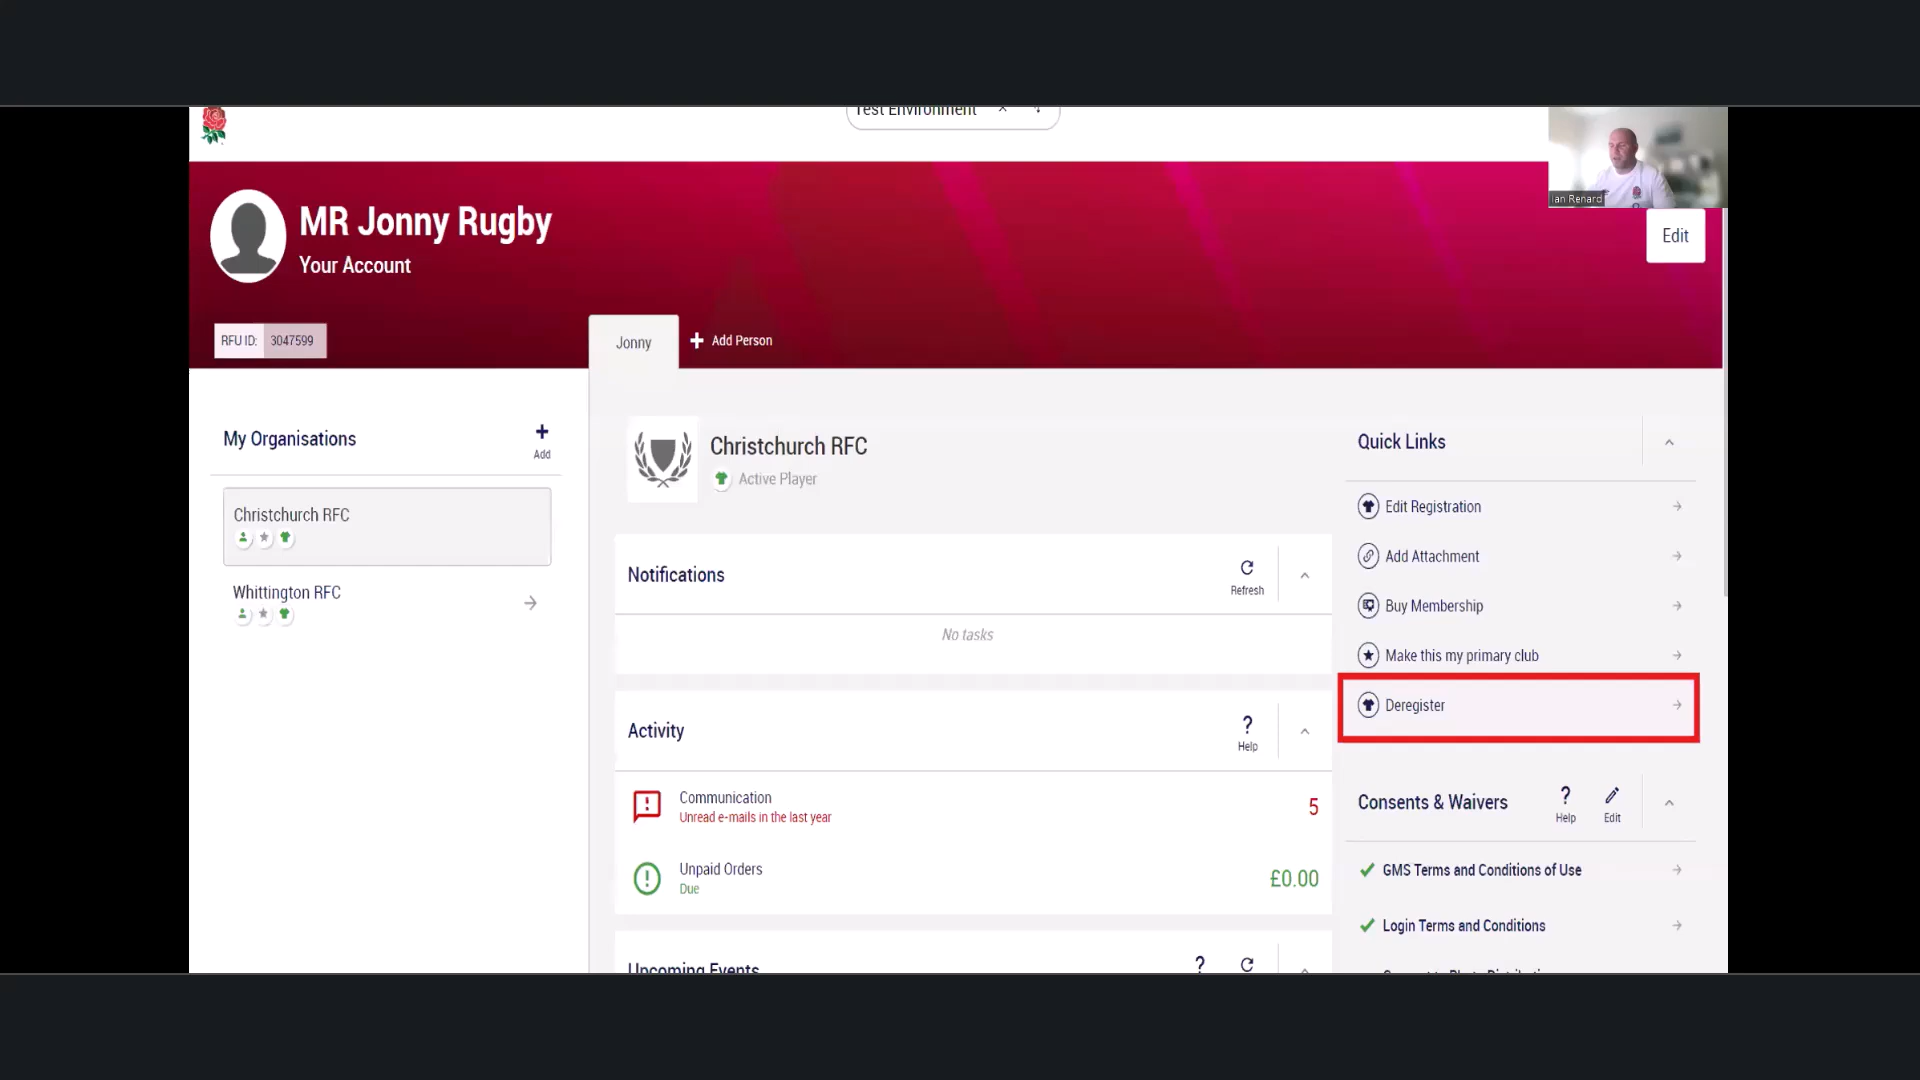 Test Environment
Ian Renard
MR Jonny Rugby
Your Account
Edit
RFU ID: 3047599
Jonny
Add Person
My Organisations
Add
Christchurch RFC
Whittington RFC
Christchurch RFC
Active Player
Notifications
Refresh
No tasks
Activity
Help
Communication
Unread e-mails in the last year
5
Unpaid Orders
Due
£0.00
Upcoming Events
Quick Links
Edit Registration
Add Attachment
Buy Membership
Make this my primary club
Deregister
Consents & Waivers
Help
Edit
GMS Terms and Conditions of Use
Login Terms and Conditions